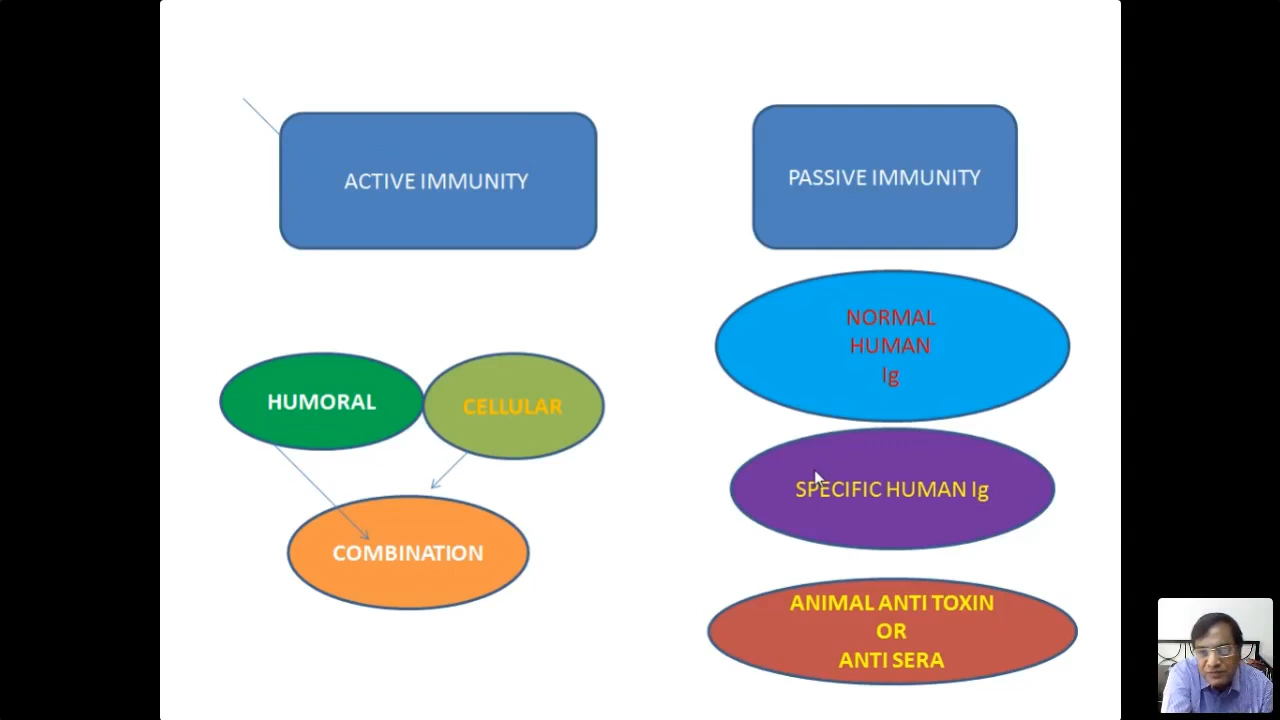 ACTIVE IMMUNITY
PASSIVE IMMUNITY
NORMAL
HUMAN
Ig
HUMORAL
CELLULAR
SPECIFIC HUMAN Ig
COMBINATION
ANIMAL ANTI TOXIN
OR
ANTI SERA